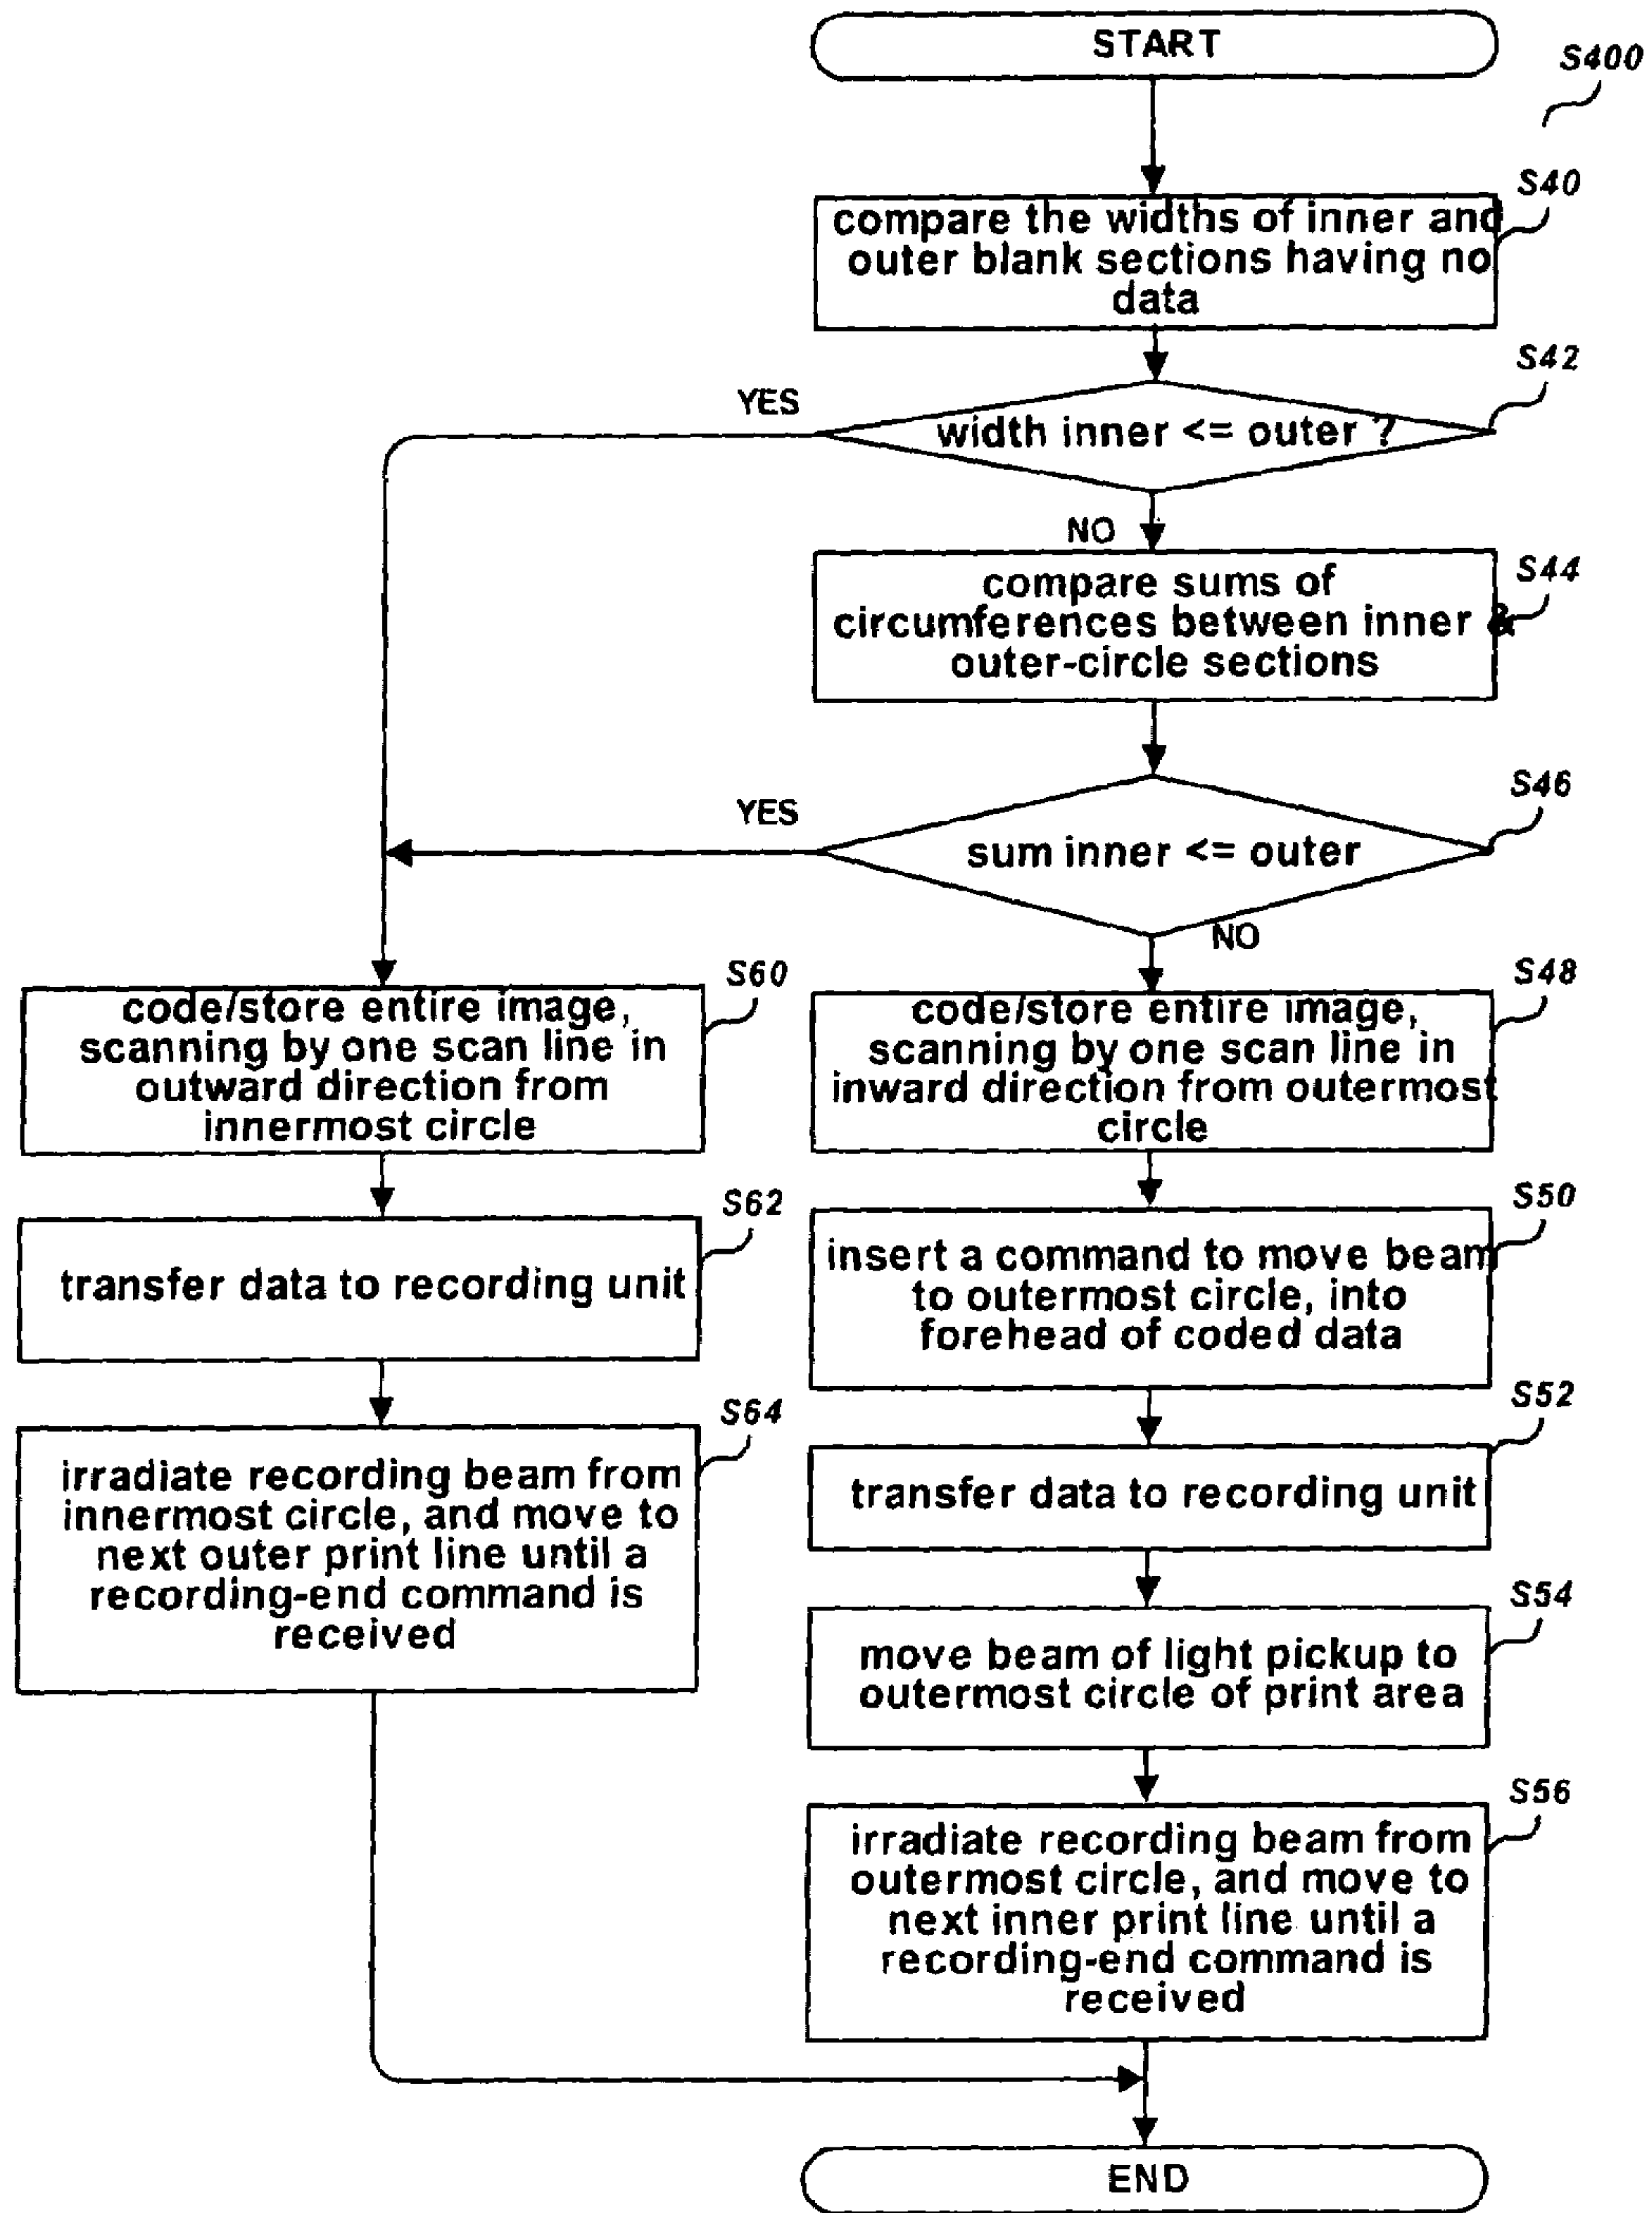 START
S400
S40
compare the widths of inner and
outer blank sections having no
data
S42
YES
width inner <= outer ?
NO
S44
compare sums of
circumferences between inner &
outer-circle sections
S46
YES
sum inner <= outer
NO
S60
code/store entire image,
scanning by one scan line in
outward direction from
innermost circle
S48
code/store entire image,
scanning by one scan line in
inward direction from outermost
circle
S62
transfer data to recording unit
S50
insert a command to move beam
to outermost circle, into
forehead of coded data
S64
irradiate recording beam from
innermost circle, and move to
next outer print line until a
recording-end command is
received
S52
transfer data to recording unit
S54
move beam of light pickup to
outermost circle of print area
S56
irradiate recording beam from
outermost circle, and move to
next inner print line until a
recording-end command is
received
END